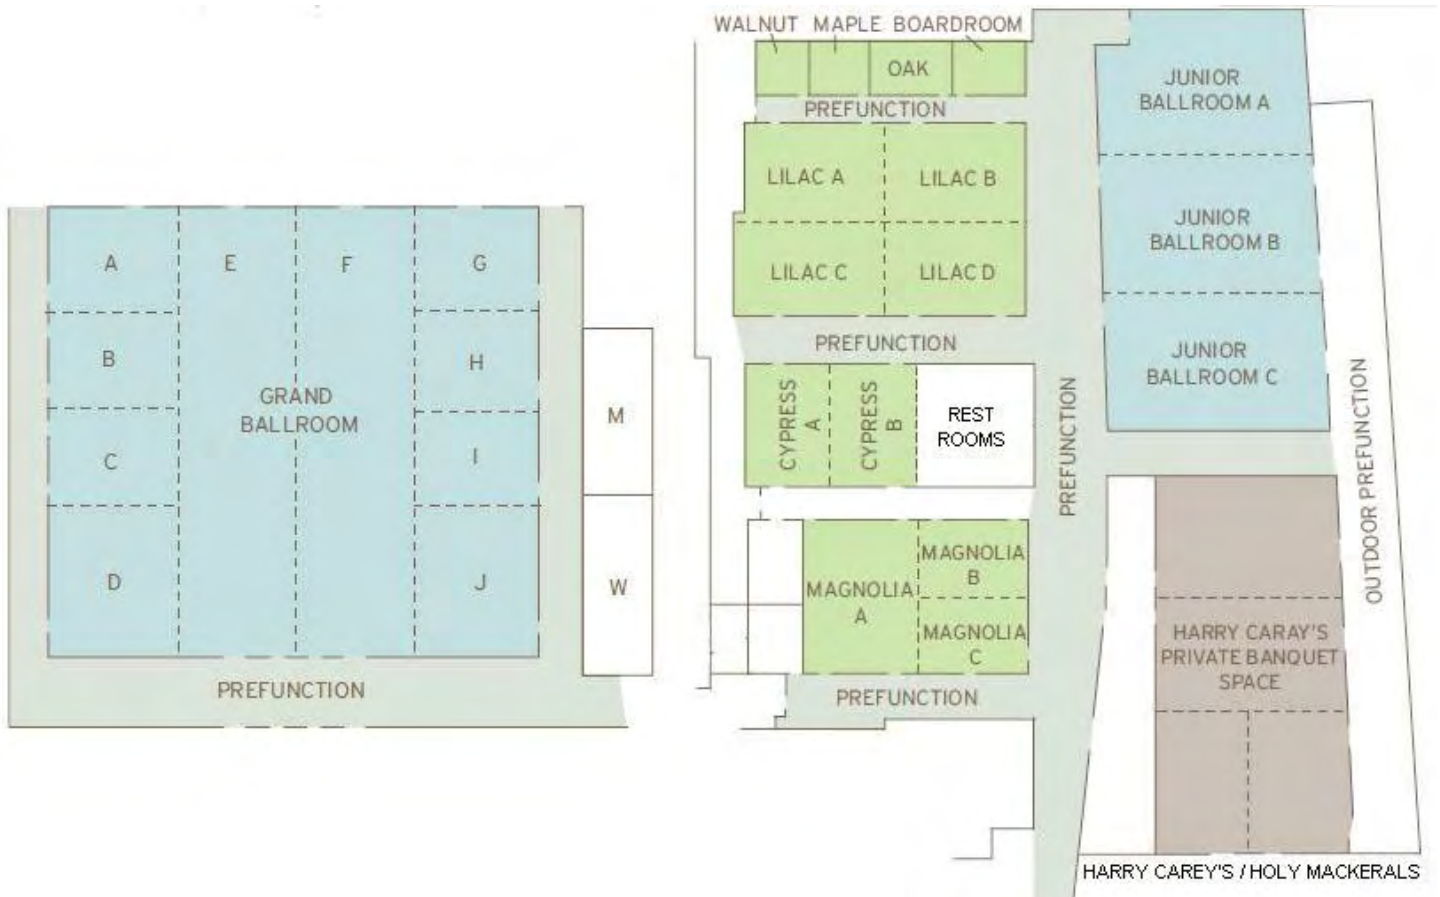 WALNUT MAPLE BOARDROOM
OAK
PREFUNCTION
LILAC A
LILAC B
LILAC C
LILAC D
PREFUNCTION
CYPRESS
A
CYPRESS
B
REST
ROOMS
MAGNOLIA
A
MAGNOLIA
B
MAGNOLIA
C
PREFUNCTION
PREFUNCTION
JUNIOR
BALLROOM A
JUNIOR
BALLROOM B
JUNIOR
BALLROOM C
OUTDOOR PREFUNCTION
HARRY CARAY'S
PRIVATE BANQUET
SPACE
HARRY CAREY'S / HOLY MACKERALS
A
E
F
G
B
H
GRAND
BALLROOM
C
I
D
J
M
W
PREFUNCTION